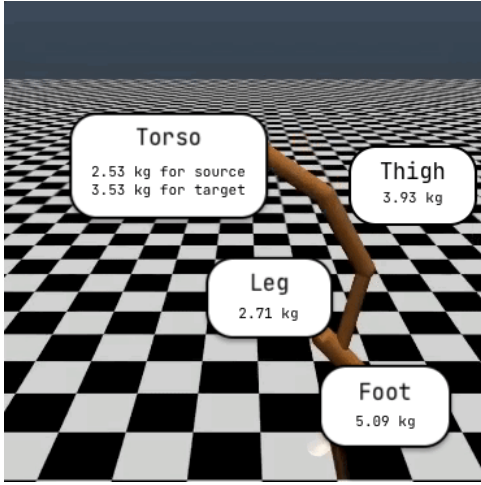 Torso
2.53 kg for source
3.53 kg for target
Thigh
3.93 kg
Leg
2.71 kg
Foot
5.09 kg